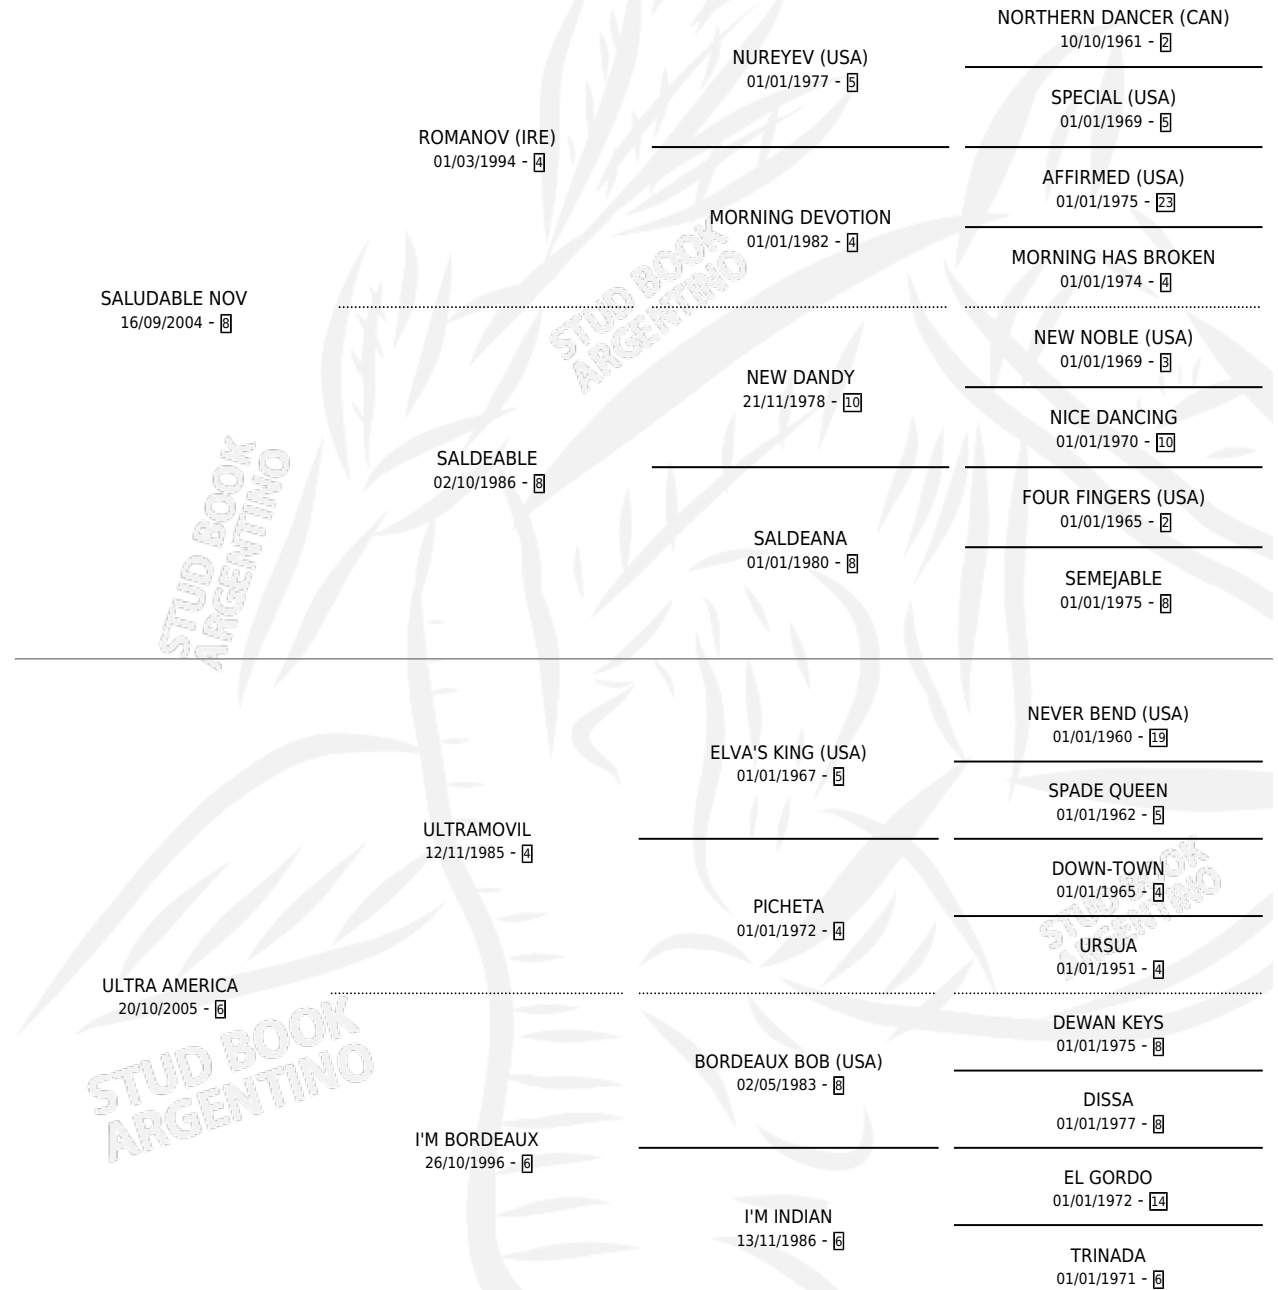 NORTHERN DANCER (CAN)
10/10/1961 - 2
NUREYEV (USA)
01/01/1977 - 5
SPECIAL (USA)
01/01/1969 - 5
ROMANOV (IRE)
01/03/1994 - 4
AFFIRMED (USA)
01/01/1975 - 23
MORNING DEVOTION
01/01/1982 - 4
MORNING HAS BROKEN
01/01/1974 - 4
SALUDABLE NOV
16/09/2004 - 8
NEW NOBLE (USA)
01/01/1969 - 3
NEW DANDY
21/11/1978 - 10
NICE DANCING
01/01/1970 - 10
SALDEABLE
02/10/1986 - 8
FOUR FINGERS (USA)
01/01/1965 - 2
SALDEANA
01/01/1980 - 8
SEMEJABLE
01/01/1975 - 8
NEVER BEND (USA)
01/01/1960 - 19
ELVA'S KING (USA)
01/01/1967 - 5
SPADE QUEEN
01/01/1962 - 5
ULTRAMOVIL
12/11/1985 - 4
DOWN-TOWN
01/01/1965 - 4
PICHETA
01/01/1972 - 4
URSUA
01/01/1951 - 4
ULTRA AMERICA
20/10/2005 - 6
DEWAN KEYS
01/01/1975 - 8
BORDEAUX BOB (USA)
02/05/1983 - 8
DISSA
01/01/1977 - 8
I'M BORDEAUX
26/10/1996 - 6
EL GORDO
01/01/1972 - 14
I'M INDIAN
13/11/1986 - 6
TRINADA
01/01/1971 - 6
STUD BOOK
ARGENTINO
STUD BOOK
ARGENTINO
STUD BOOK
ARGENTINO
STUD BOOK
ARGENTINO